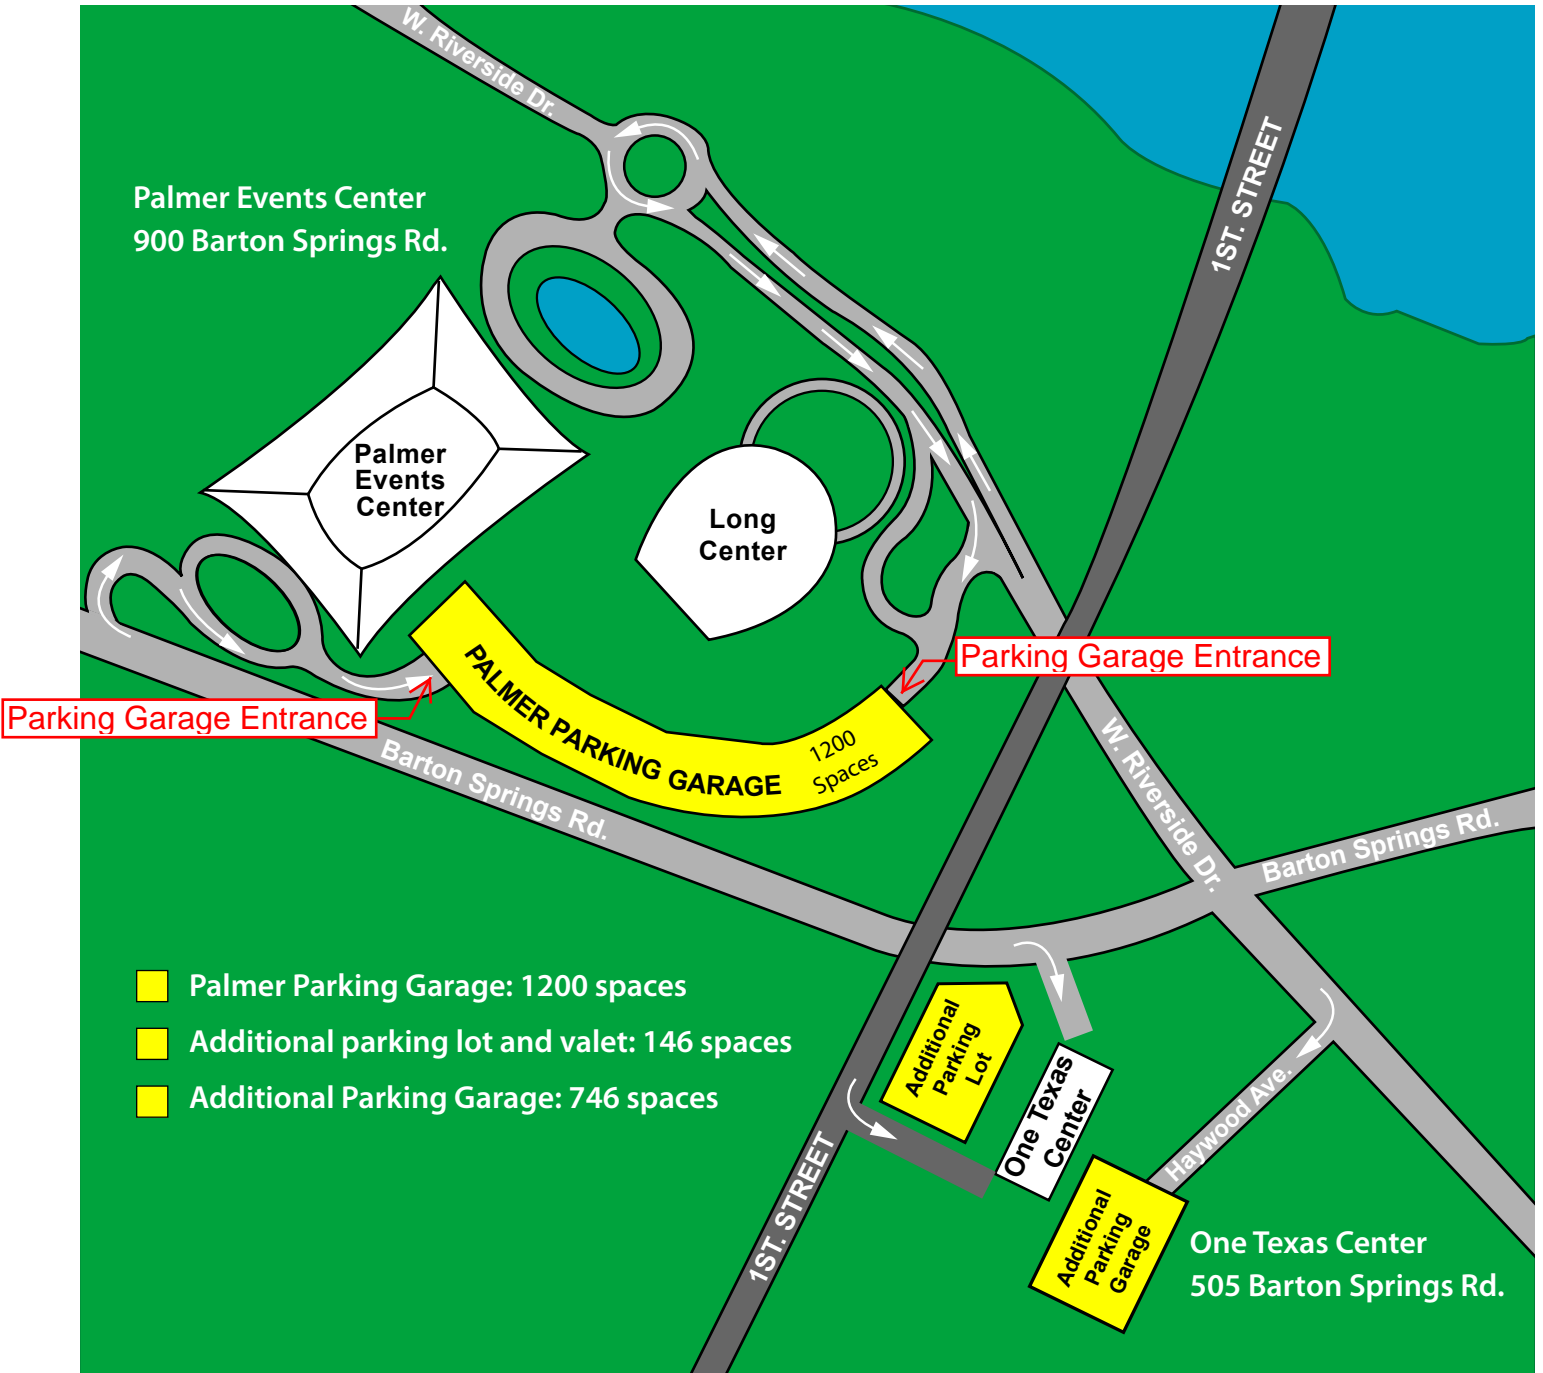 W. Riverside Dr.
1ST. STREET
Palmer Events Center
900 Barton Springs Rd.
Palmer
Events
Center
Long
Center
Parking Garage Entrance
Parking Garage Entrance
PALMER PARKING GARAGE
1200
Spaces
Barton Springs Rd.
W. Riverside Dr.
Barton Springs Rd.
Palmer Parking Garage: 1200 spaces
Additional parking lot and valet: 146 spaces
Additional Parking Garage: 746 spaces
Additional
Parking
Lot
One Texas
Center
Haywood Ave.
1ST. STREET
Additional
Parking
Garage
One Texas Center
505 Barton Springs Rd.